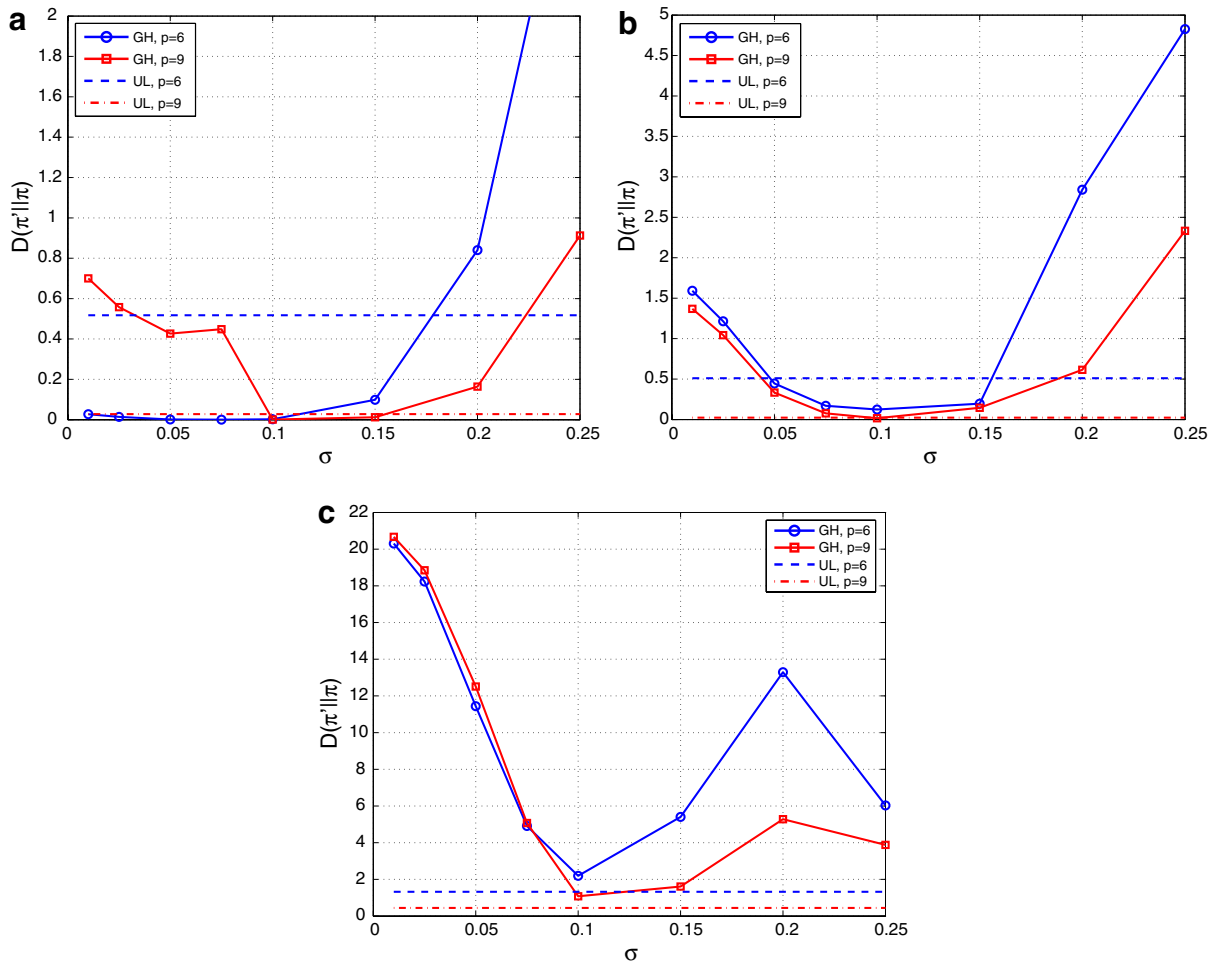 a
GH, p=6
GH, p=9
UL, p=6
UL, p=9
D(π'||π)
2
1.8
1.6
1.4
1.2
1
0.8
0.6
0.4
0.2
0
0 0.05 0.1 0.15 0.2 0.25
σ
b
GH, p=6
GH, p=9
UL, p=6
UL, p=9
D(π'||π)
5
4.5
4
3.5
3
2.5
2
1.5
1
0.5
0
0 0.05 0.1 0.15 0.2 0.25
σ
c
GH, p=6
GH, p=9
UL, p=6
UL, p=9
D(π'||π)
22
20
18
16
14
12
10
8
6
4
2
0
0 0.05 0.1 0.15 0.2 0.25
σ